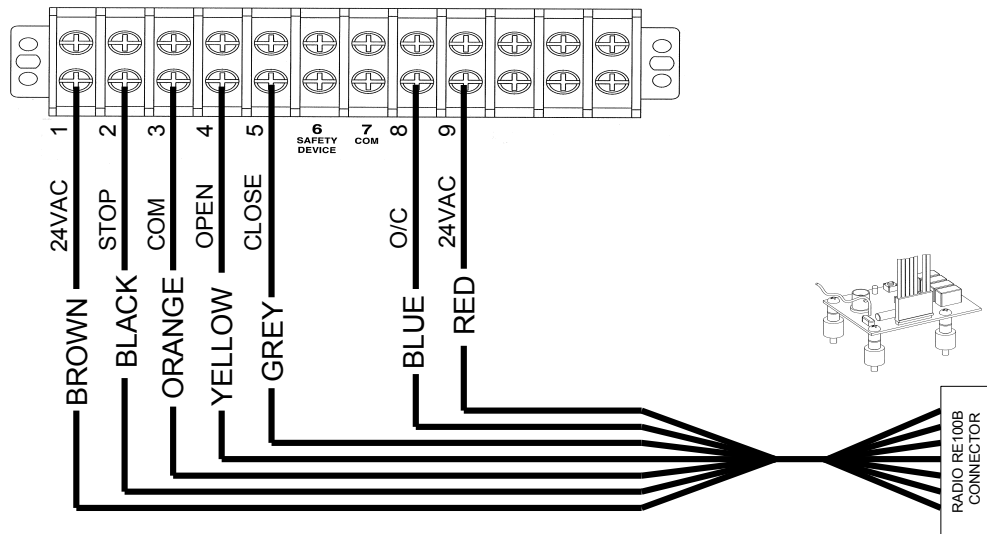 1
2
3
4
5
6
SAFETY
DEVICE
7
COM
8
9
24VAC
STOP
COM
OPEN
CLOSE
O/C
24VAC
BROWN
BLACK
ORANGE
YELLOW
GREY
BLUE
RED
RADIO RE100B
CONNECTOR